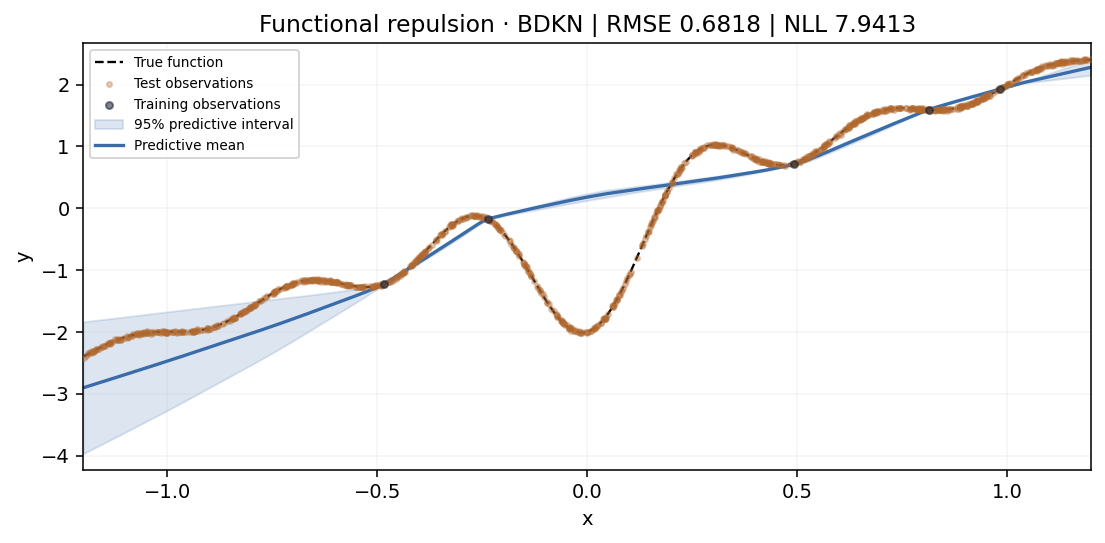 Functional repulsion · BDKN | RMSE 0.6818 | NLL 7.9413
True function
Test observations
Training observations
95% predictive interval
Predictive mean
y
2
1
0
−1
−2
−3
−4
−1.0 −0.5 0.0 0.5 1.0
x